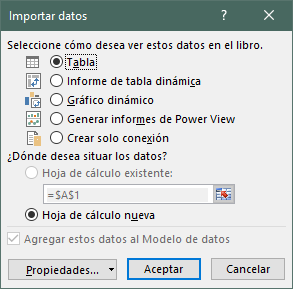 Importar datos
?
Seleccione cómo desea ver estos datos en el libro.
Tabla
Informe de tabla dinámica
Gráfico dinámico
Generar informes de Power View
Crear solo conexión
¿Dónde desea situar los datos?
Hoja de cálculo existente:
=$A$1
Hoja de cálculo nueva
Agregar estos datos al Modelo de datos
Propiedades... Aceptar Cancelar